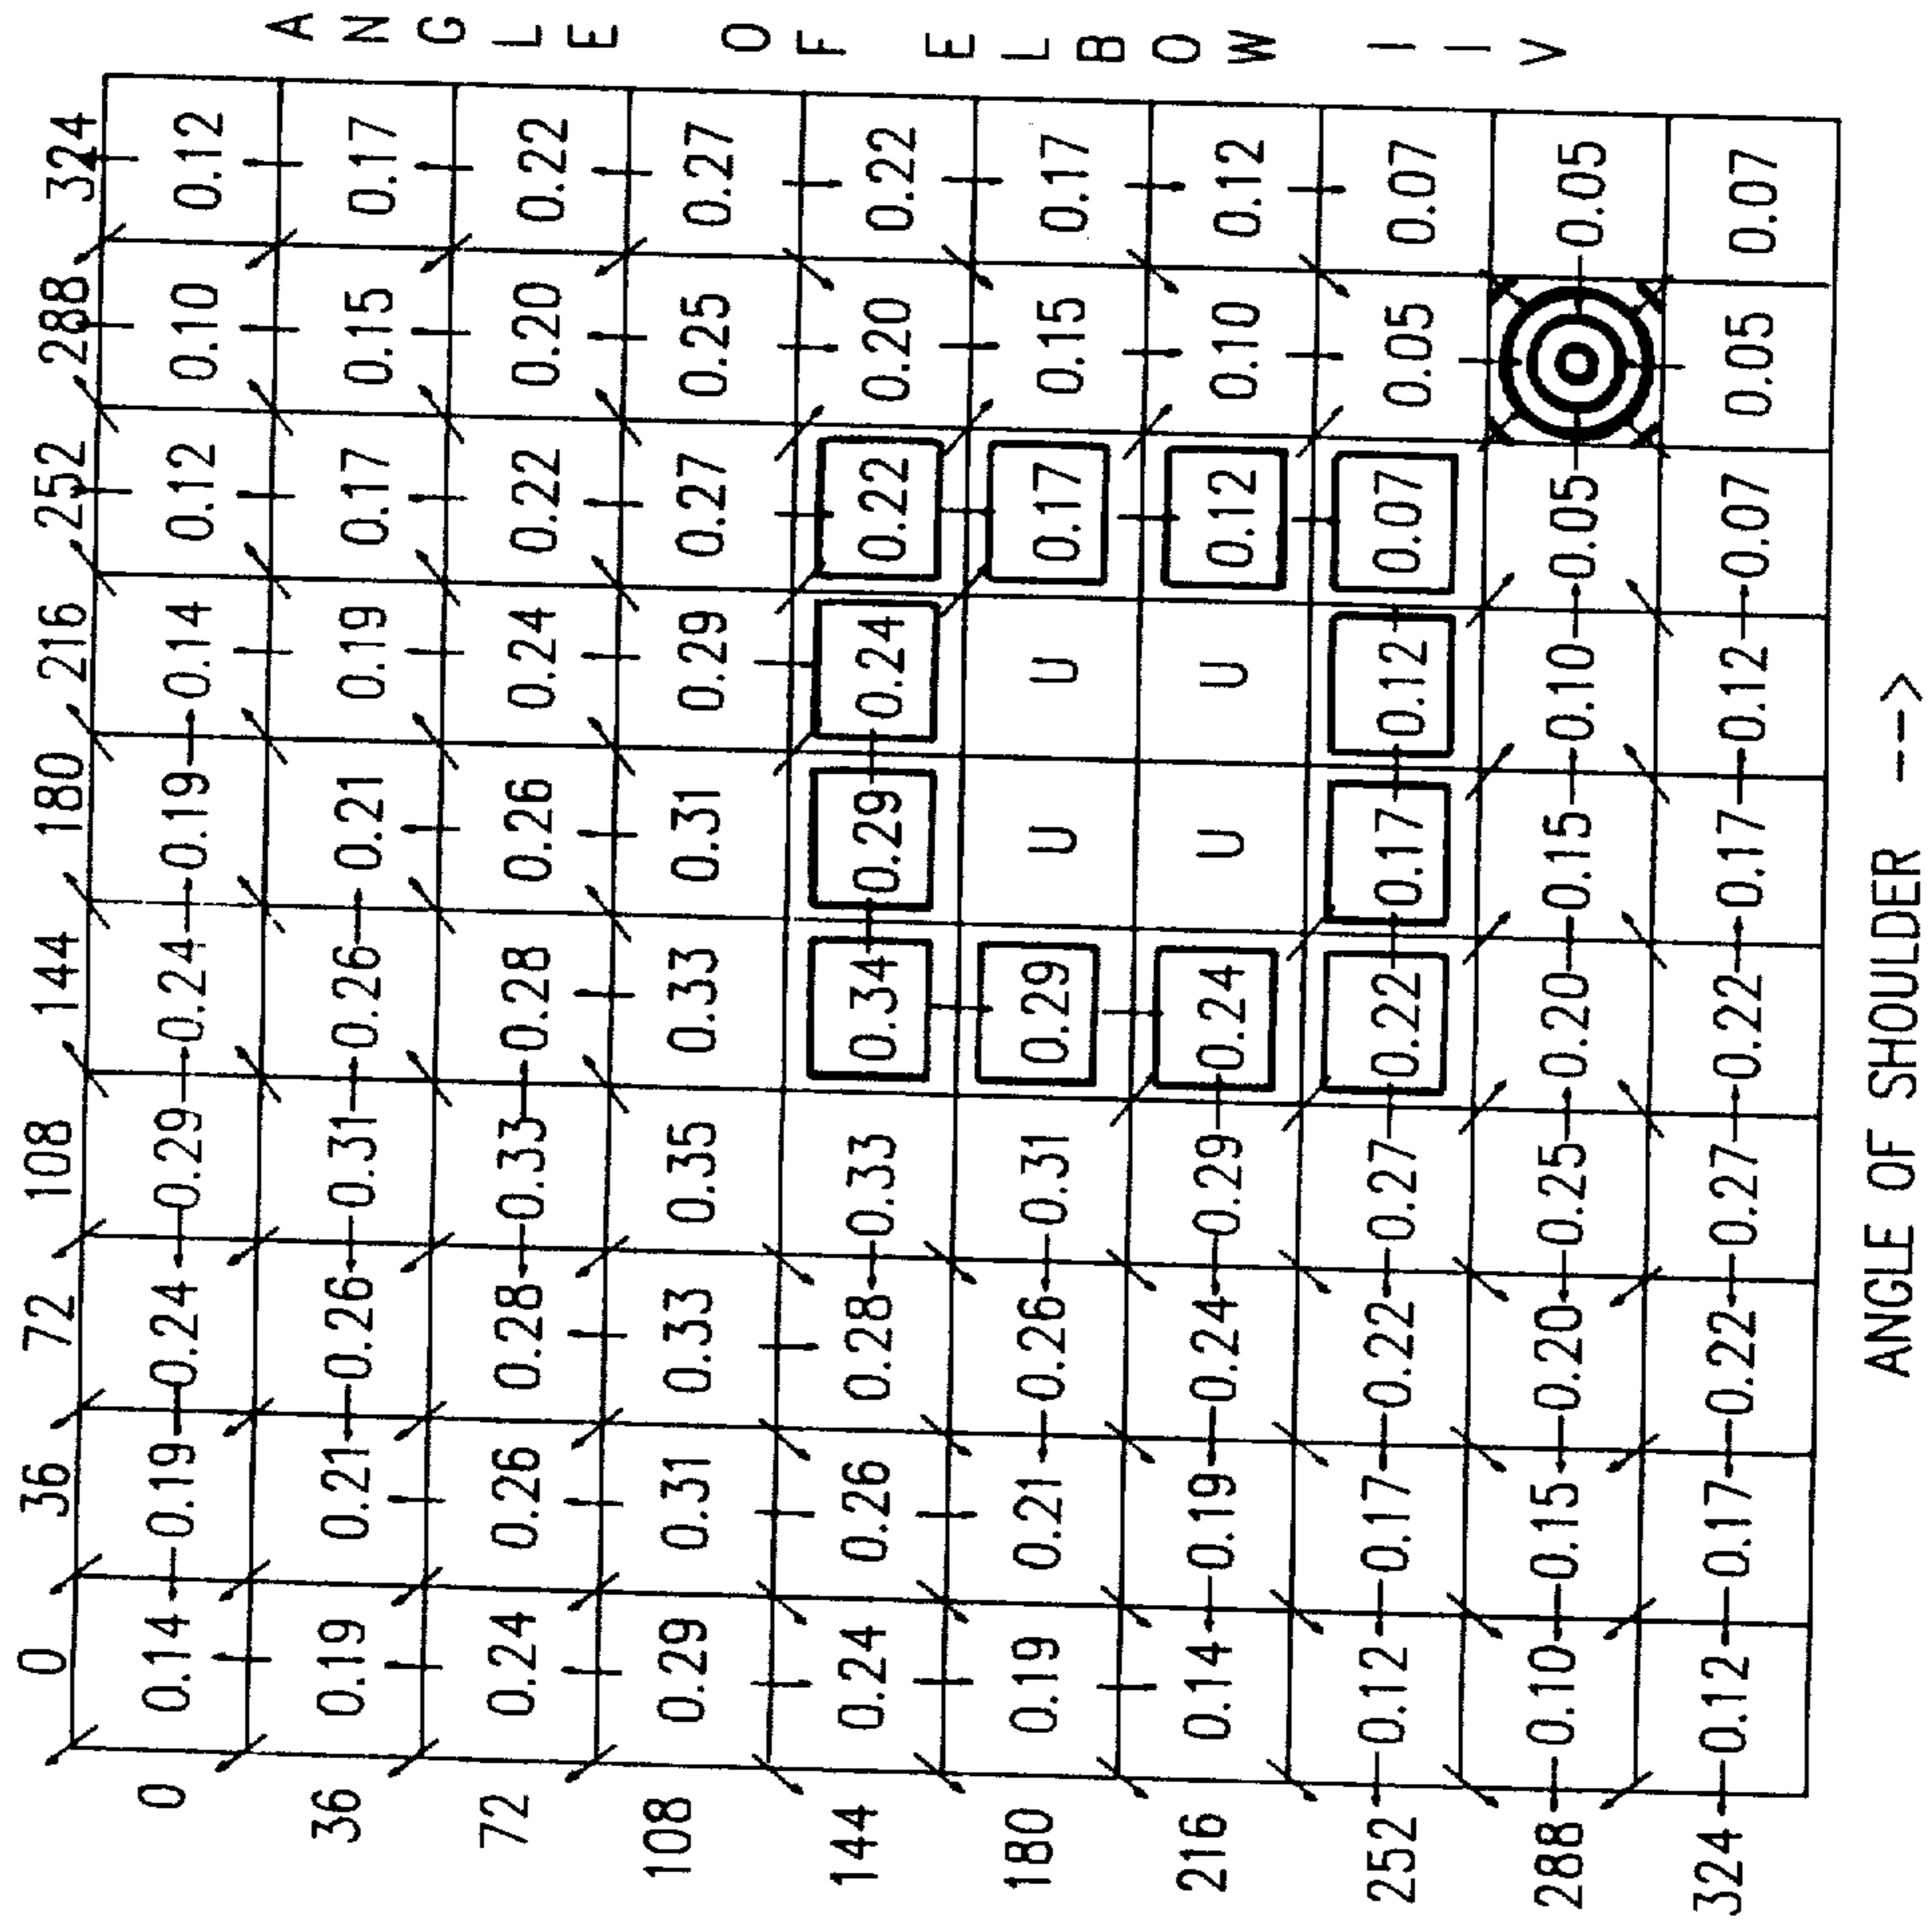 0 36 72 108 144 180 216 252 288 324
0 0.14 0.19 0.24 0.29 0.24 0.19 0.14 0.12 0.10 0.12
36 0.19 0.21 0.26 0.31 0.26 0.21 0.19 0.17 0.15 0.17
72 0.24 0.26 0.28 0.33 0.28 0.26 0.24 0.22 0.20 0.22
108 0.29 0.31 0.33 0.35 0.33 0.31 0.29 0.27 0.25 0.27
144 0.24 0.26 0.28 0.33 0.34 0.29 0.24 0.22 0.20 0.22
180 0.19 0.21 0.26 0.31 0.29 U U 0.17 0.15 0.17
216 0.14 0.19 0.24 0.29 0.24 U U 0.12 0.10 0.12
252 0.12 0.17 0.22 0.27 0.22 0.17 0.12 0.07 0.05 0.07
288 0.10 0.15 0.20 0.25 0.20 0.15 0.10 0.05 0.05
324 0.12 0.17 0.22 0.27 0.22 0.17 0.12 0.07 0.05 0.07
ANGLE OF SHOULDER --->
ANGLE OF ELBOW | | V